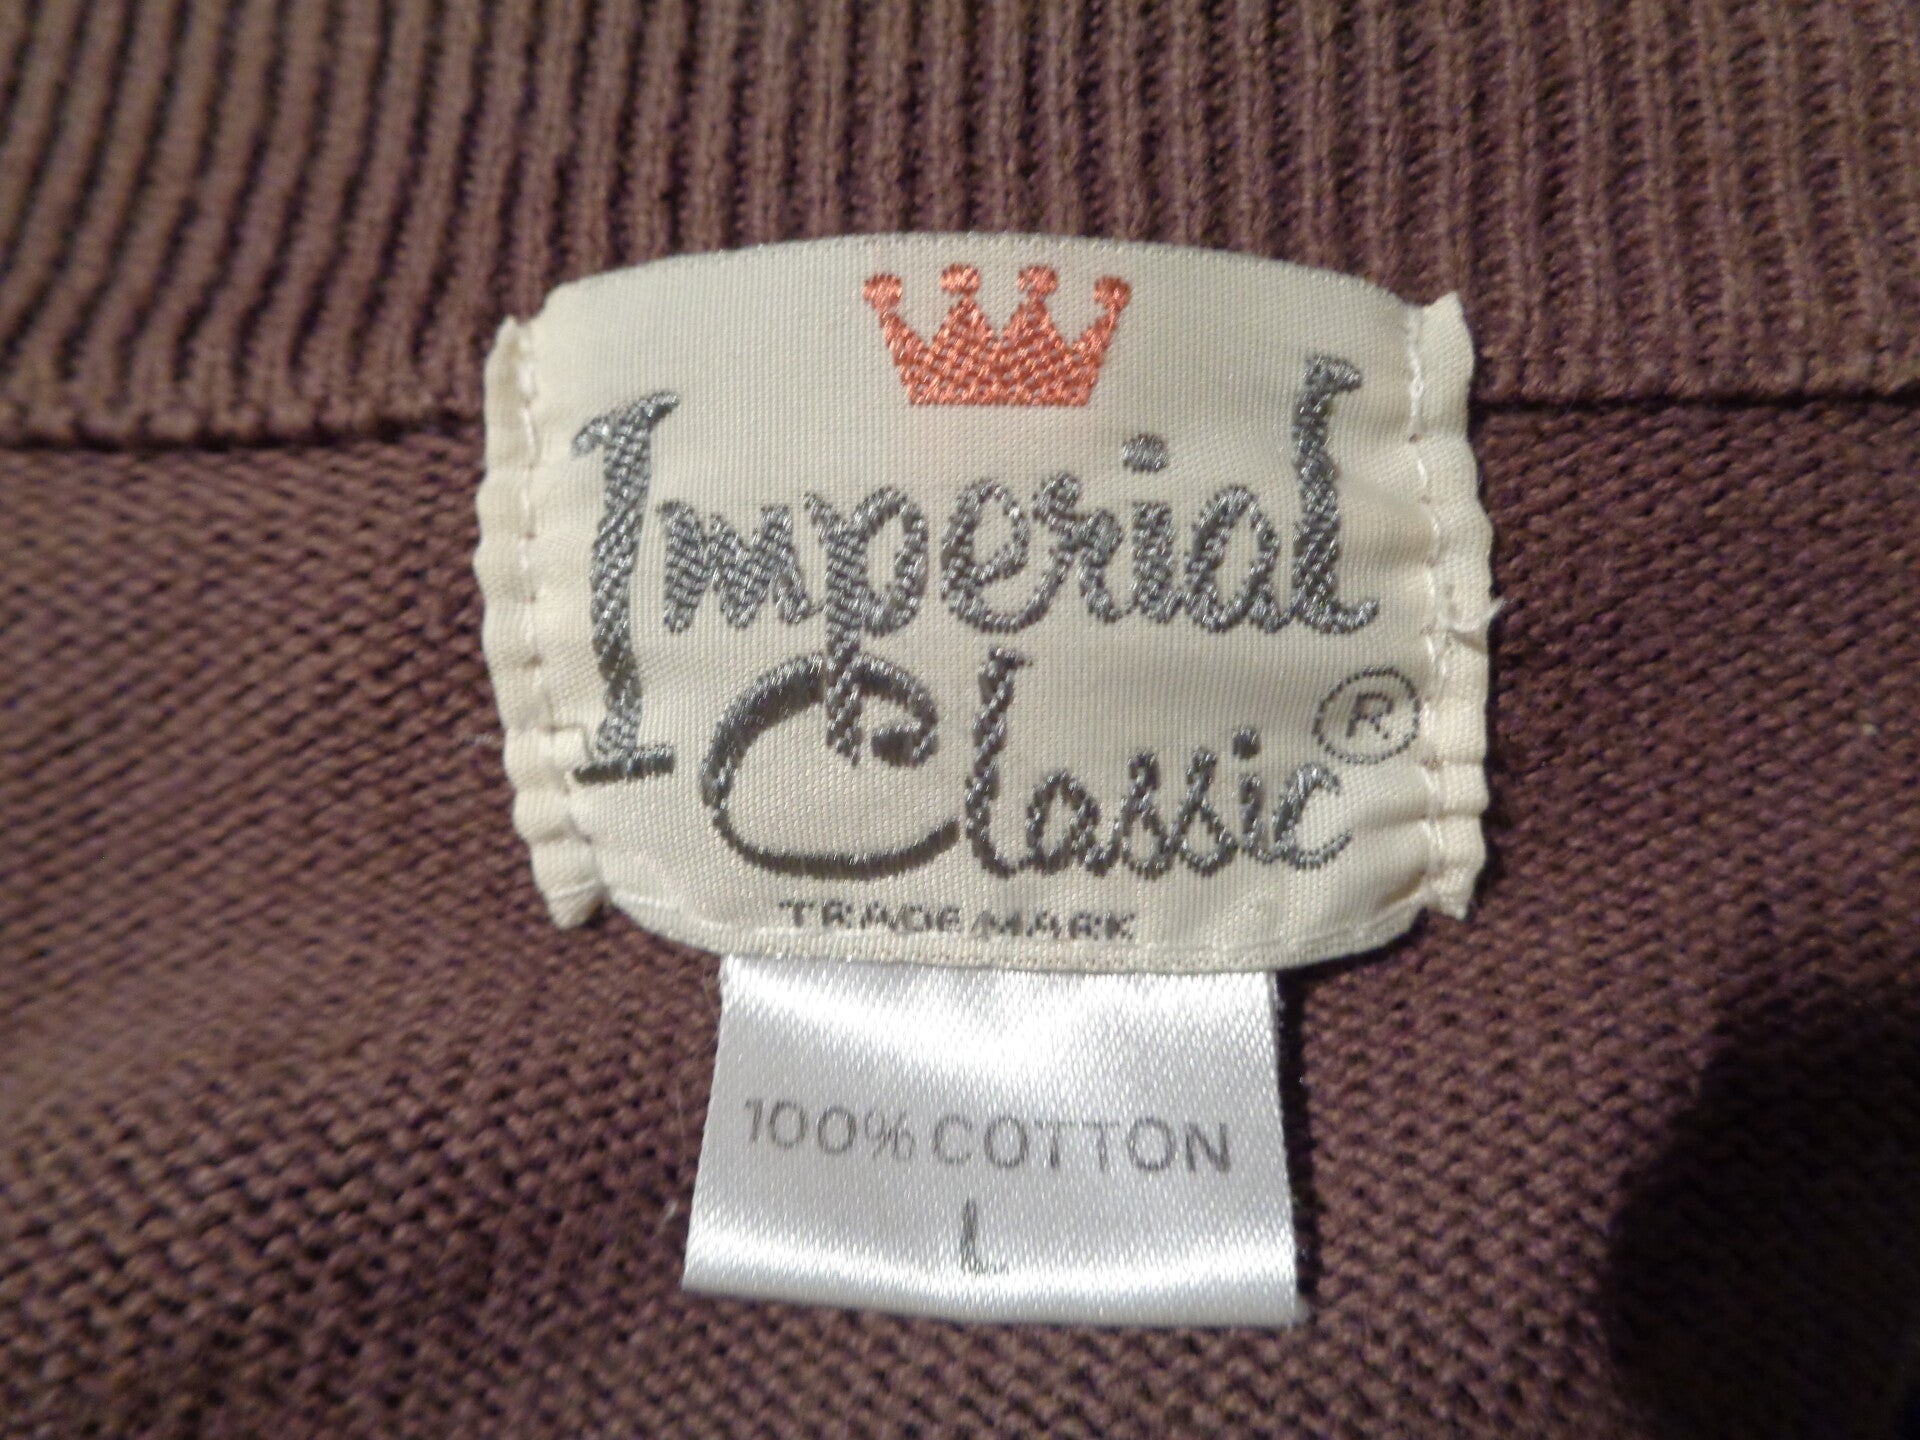 Imperial
Classic ®
TRADEMARK
100% COTTON
L